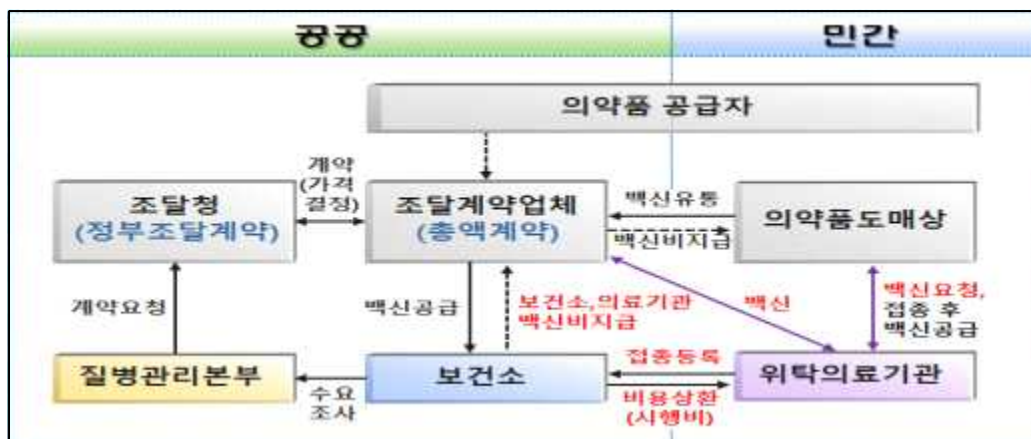 공공
민간
의약품 공급자
계약
(가격
결정)
조달청
(정부조달계약)
조달계약업체
(총액계약)
백신유통
백신비지급
의약품도매상
계약요청
백신공급
보건소,의료기관
백신비지급
백신
백신요청,
접종 후
백신공급
질병관리본부
수요
조사
보건소
접종등록
비용상환
(시행비)
위탁의료기관